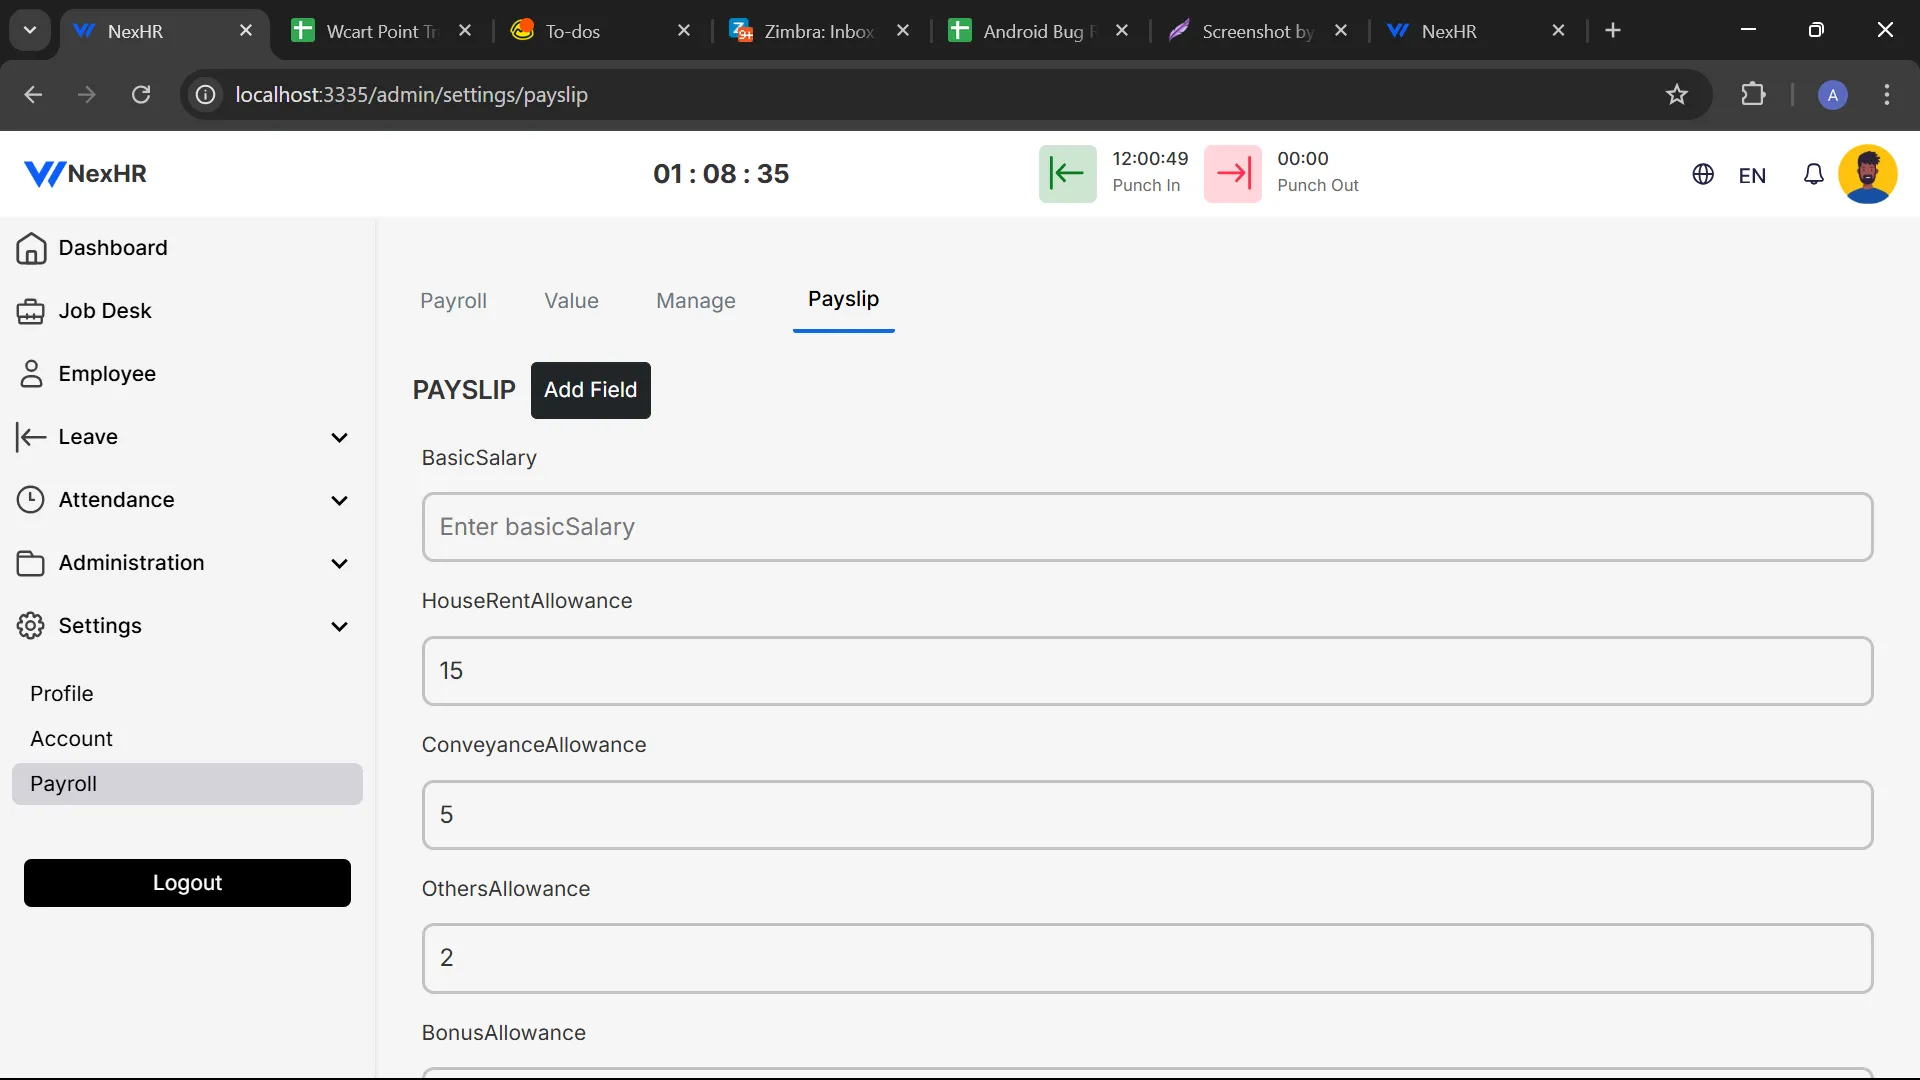 NexHR
Wcart Point Tr
To-dos
Zimbra: Inbox
Android Bug R
Screenshot by
NexHR
localhost:3335/admin/settings/payslip
A
NexHR
01 : 08 : 35
12:00:49
Punch In
00:00
Punch Out
EN
Dashboard
Job Desk
Employee
Leave
Attendance
Administration
Settings
Profile
Account
Payroll
Logout
Payroll Value Manage Payslip
PAYSLIP Add Field
BasicSalary
Enter basicSalary
HouseRentAllowance
15
ConveyanceAllowance
5
OthersAllowance
2
BonusAllowance